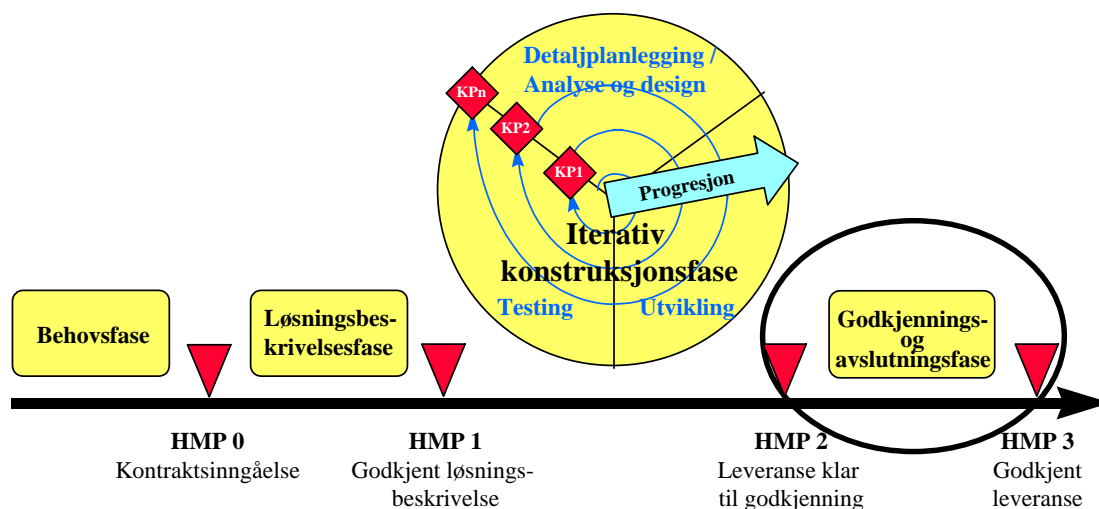 Detaljplanlegging /
Analyse og design
KPn
KP2
KP1
Progresjon
Iterativ
konstruksjonsfase
Testing
Utvikling
Behovsfase
Løsningsbes-
krivelsesfase
Godkjennings-
og
avslutningsfase
HMP 0
Kontraktsinngåelse
HMP 1
Godkjent løsnings-
beskrivelse
HMP 2
Leveranse klar
til godkjenning
HMP 3
Godkjent
leveranse